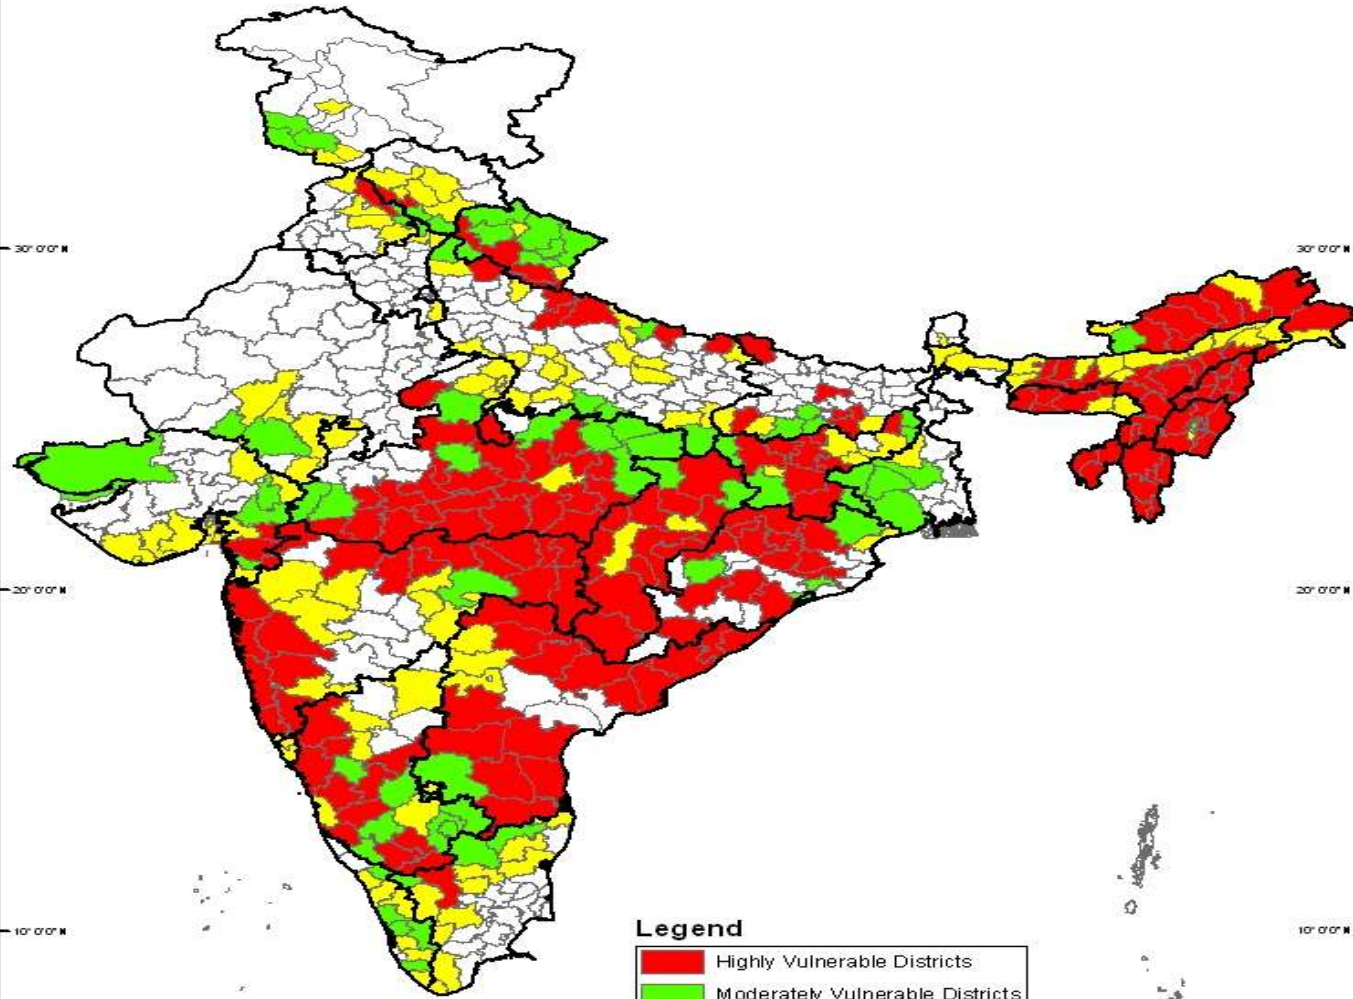 30°0'0"N
30°0'0"N
20°0'0"N
20°0'0"N
10°0'0"N
10°0'0"N
Legend
Highly Vulnerable Districts
Moderately Vulnerable Districts